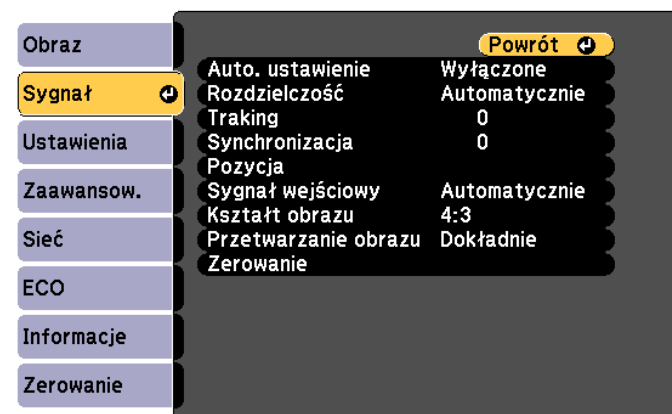 Obraz
Sygnał
Ustawienia
Zaawansow.
Sieć
ECO
Informacje
Zerowanie
Powrót
Auto. ustawienie Wyłączone
Rozdzielczość Automatycznie
Traking 0
Synchronizacja 0
Pozycja
Sygnał wejściowy Automatycznie
Kształt obrazu 4:3
Przetwarzanie obrazu Dokładnie
Zerowanie